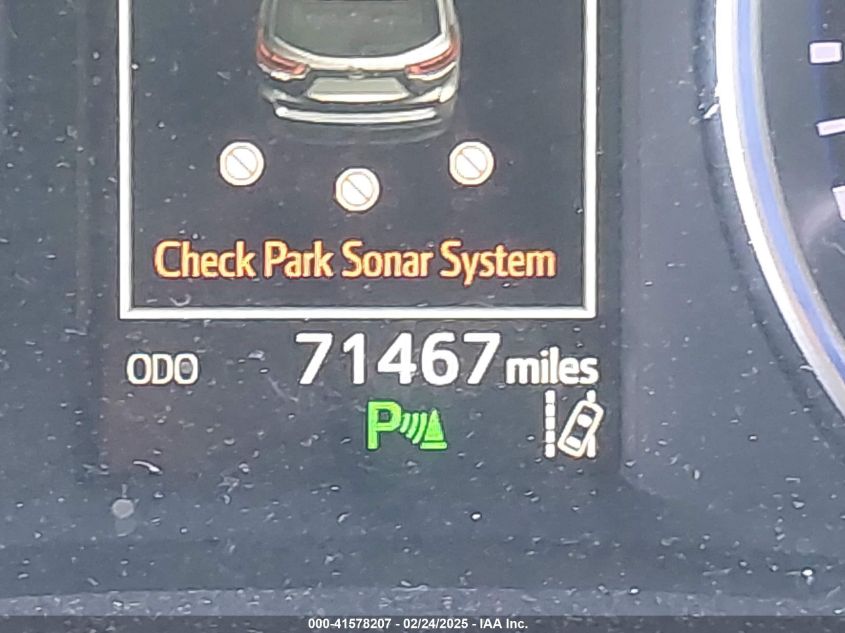 Check Park Sonar System
ODO 71467 miles
P
000-41578207 - 02/24/2025 - IAA Inc.